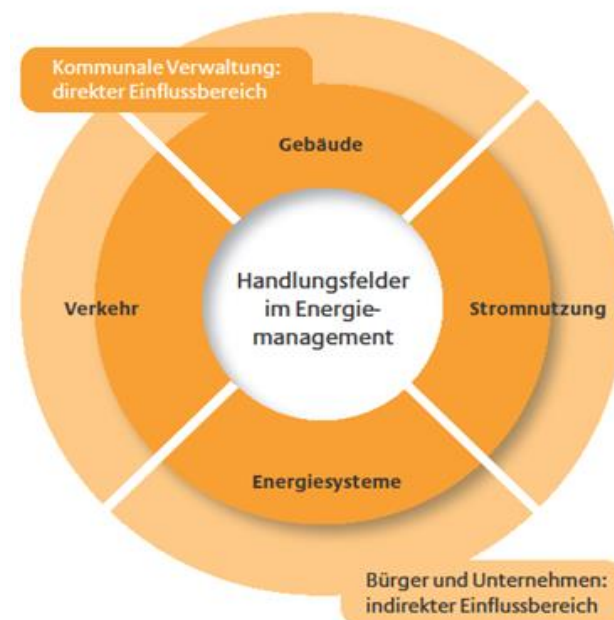 Kommunale Verwaltung:
direkter Einflussbereich
Gebäude
Verkehr
Handlungsfelder
im Energie-
management
Stromnutzung
Energiesysteme
Bürger und Unternehmen:
indirekter Einflussbereich